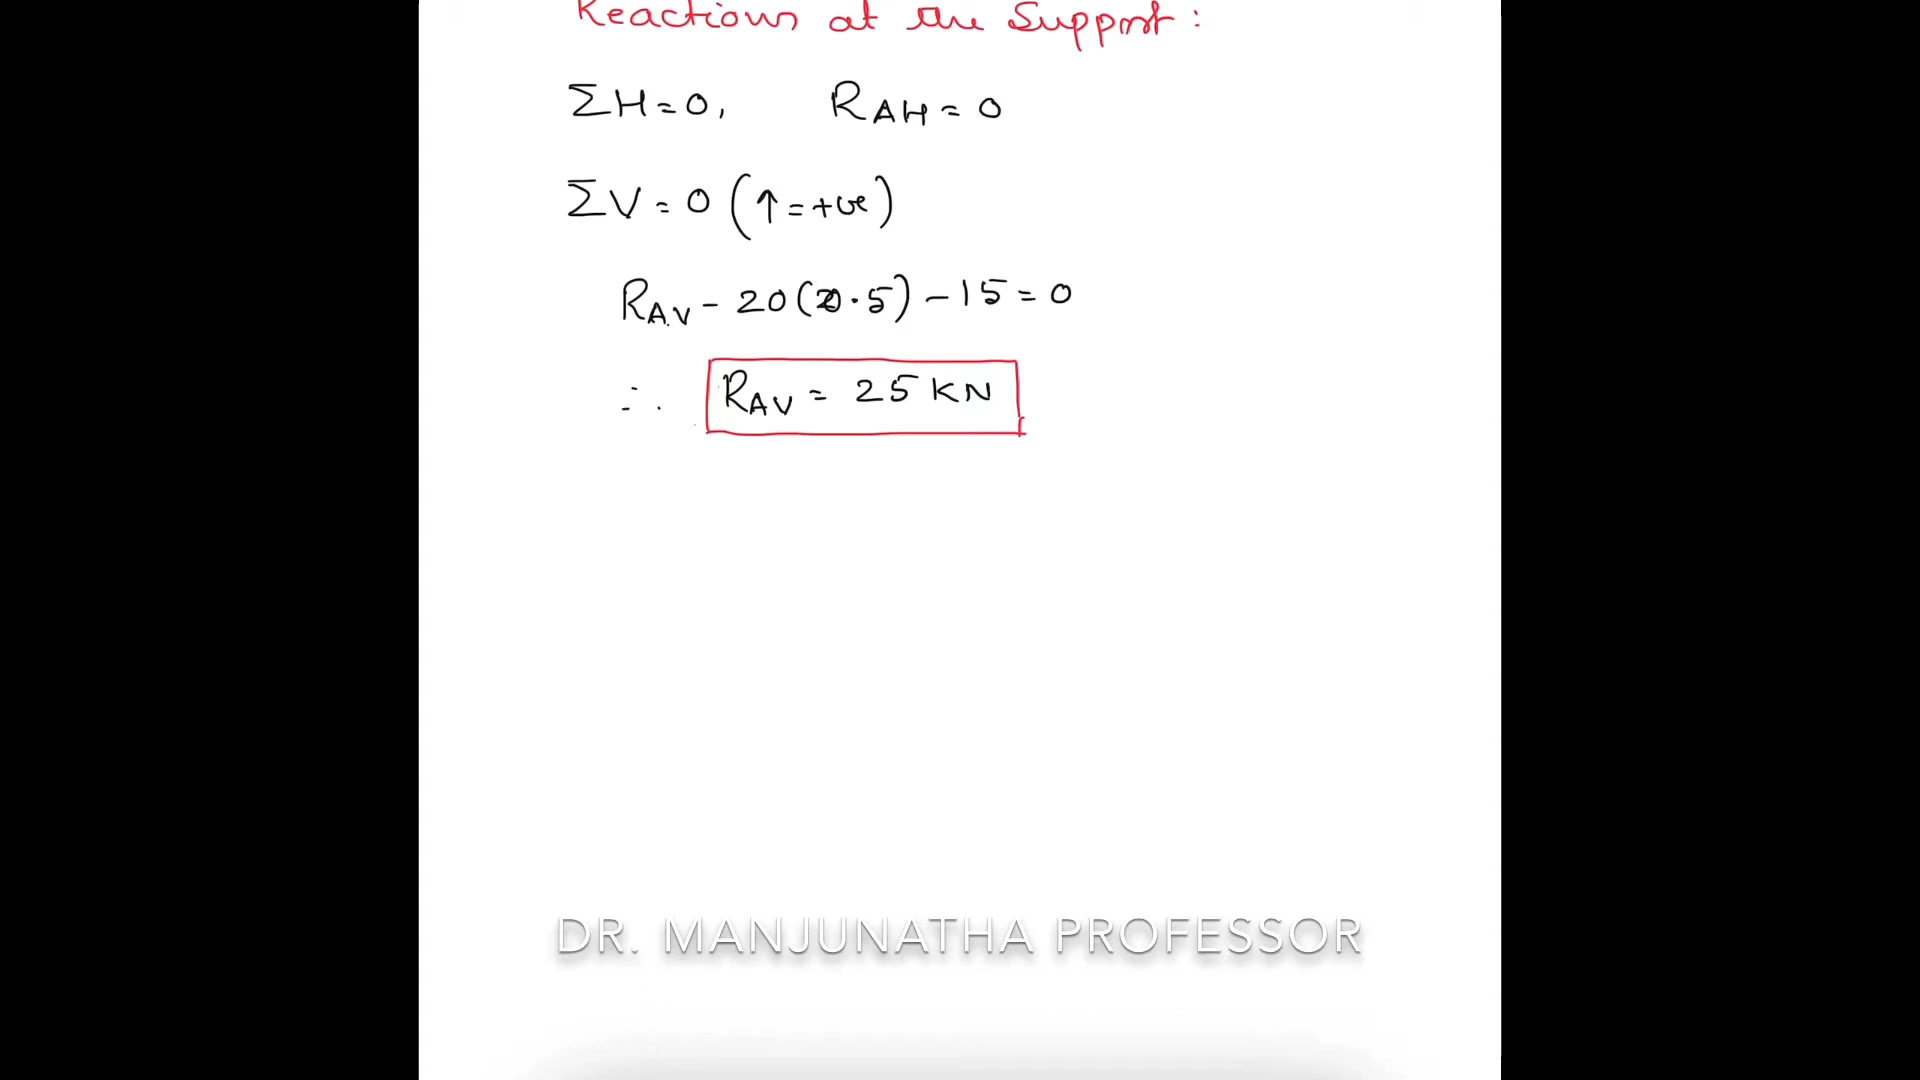 Reactions at the Support:
ΣH = 0, RAH = 0
ΣV = 0 (↑ = +ve)
RAV - 20(0.5) - 15 = 0
∴ RAV = 25 KN
DR. MANJUNATHA PROFESSOR